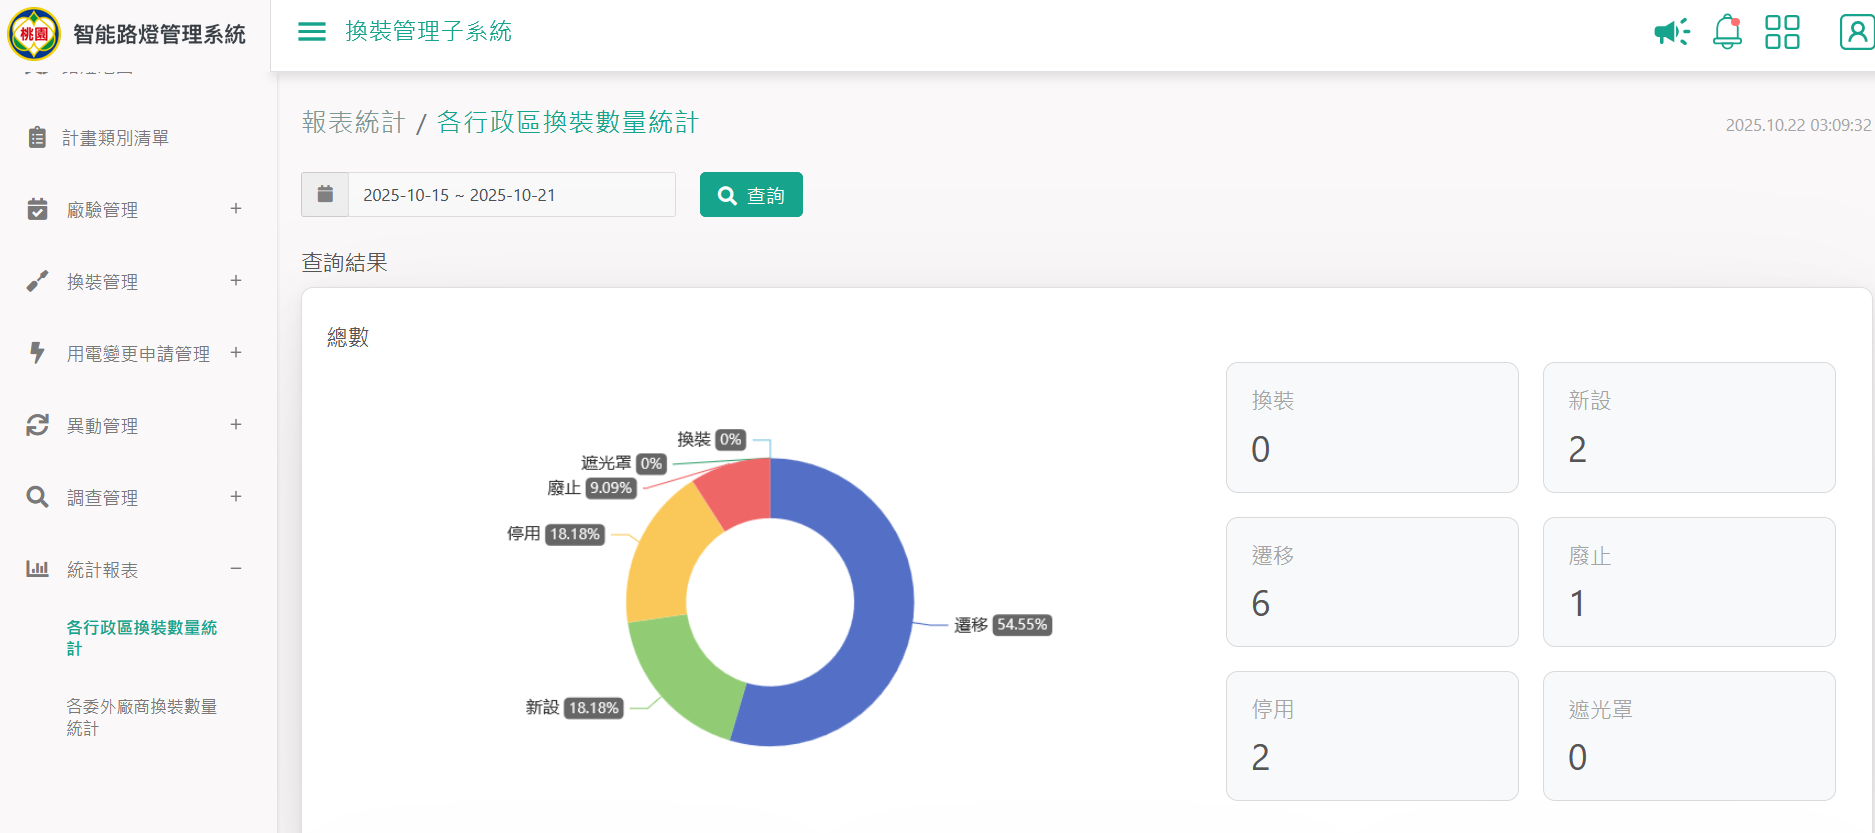 桃園
智能路燈管理系統
計畫類別清單
廠驗管理 +
換裝管理 +
用電變更申請管理 +
異動管理 +
調查管理 +
統計報表 −
各行政區換裝數量統
計
各委外廠商換裝數量
統計
換裝管理子系統
報表統計 / 各行政區換裝數量統計
2025.10.22 03:09:32
2025-10-15 ~ 2025-10-21
查詢
查詢結果
總數
換裝 0%
遮光罩 0%
廢止 9.09%
停用 18.18%
新設 18.18%
遷移 54.55%
換裝
0
新設
2
遷移
6
廢止
1
停用
2
遮光罩
0